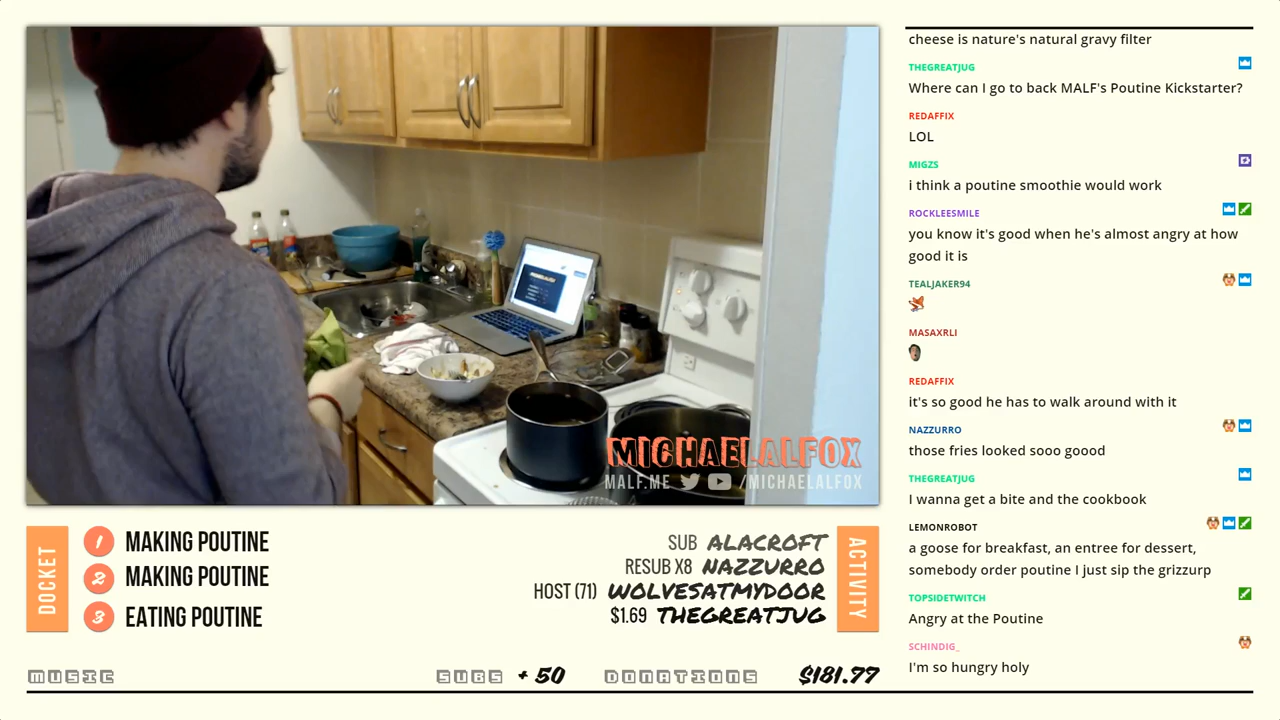 MICHAELALFOX
MALF.ME /MICHAELALFOX
DOCKET
1 MAKING POUTINE
2 MAKING POUTINE
3 EATING POUTINE
SUB ALACROFT
RESUB X8 NAZZURRO
HOST (71) WOLVESATMYDOOR
$1.69 THEGREATJUG
ACTIVITY
MUSIC
SUBS + 50
DONATIONS $181.77
cheese is nature's natural gravy filter
THEGREATJUG
Where can I go to back MALF's Poutine Kickstarter?
REDAFFIX
LOL
MIGZS
i think a poutine smoothie would work
ROCKLEESMILE
you know it's good when he's almost angry at how
good it is
TEALJAKER94
MASAXRLI
REDAFFIX
it's so good he has to walk around with it
NAZZURRO
those fries looked sooo goood
THEGREATJUG
I wanna get a bite and the cookbook
LEMONROBOT
a goose for breakfast, an entree for dessert,
somebody order poutine I just sip the grizzurp
TOPSIDETWITCH
Angry at the Poutine
SCHINDIG_
I'm so hungry holy